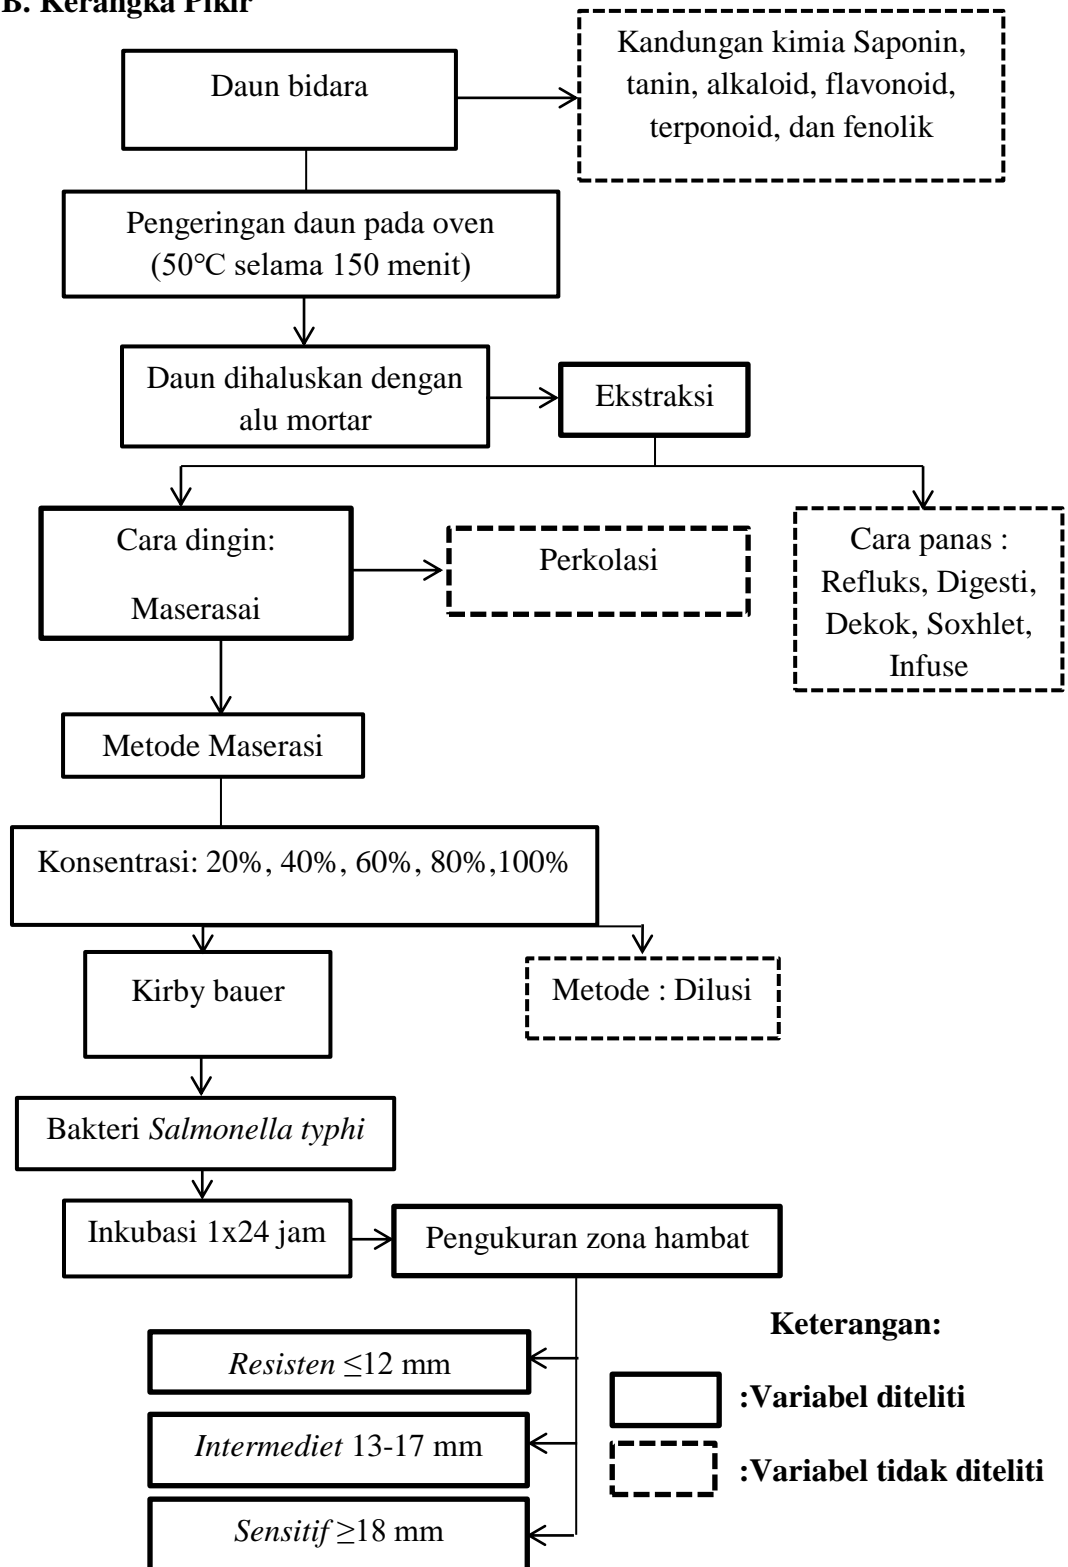 B. Kerangka Pikir
Daun bidara
Kandungan kimia Saponin,
tanin, alkaloid, flavonoid,
terponoid, dan fenolik
Pengeringan daun pada oven
(50°C selama 150 menit)
Daun dihaluskan dengan
alu mortar
Ekstraksi
Cara dingin:
Maserasai
Perkolasi
Cara panas :
Refluks, Digesti,
Dekok, Soxhlet,
Infuse
Metode Maserasi
Konsentrasi: 20%, 40%, 60%, 80%,100%
Kirby bauer
Metode : Dilusi
Bakteri Salmonella typhi
Inkubasi 1x24 jam
Pengukuran zona hambat
Resisten ≤12 mm
Intermediet 13-17 mm
Sensitif ≥18 mm
Keterangan:
:Variabel diteliti
:Variabel tidak diteliti